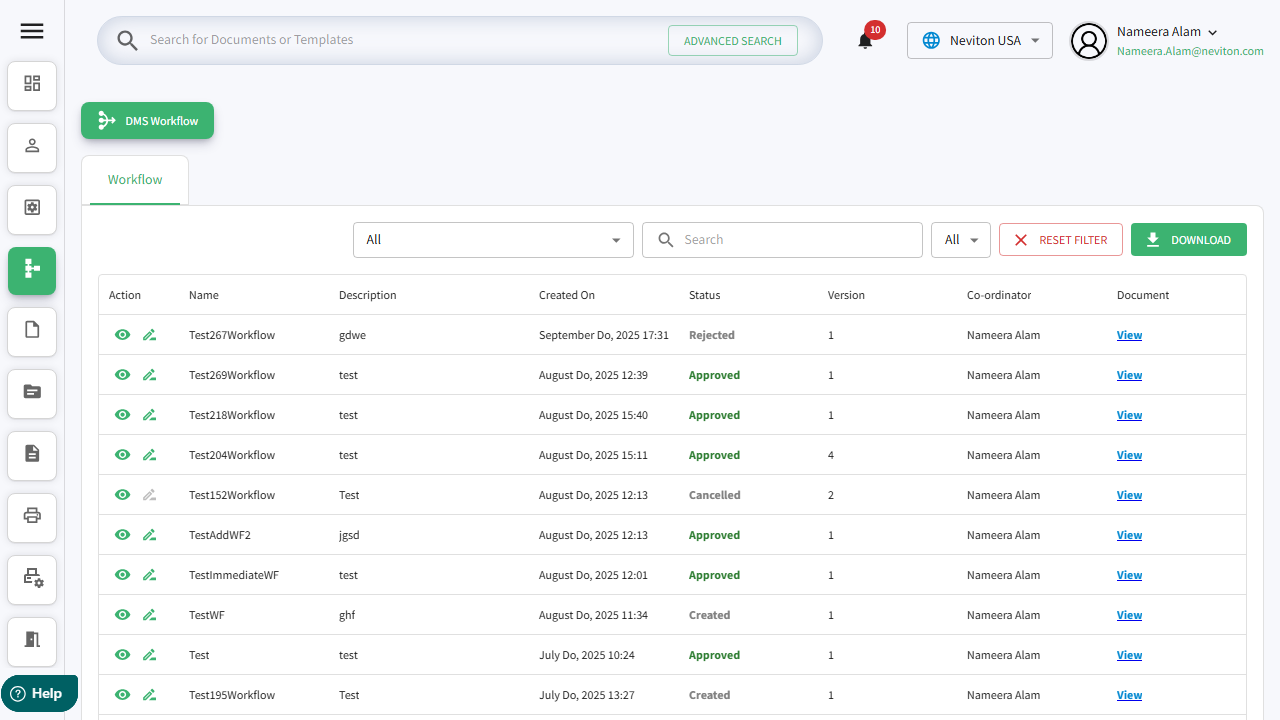 Search for Documents or Templates
ADVANCED SEARCH
10
Neviton USA
Nameera Alam
Nameera.Alam@neviton.com
DMS Workflow
Workflow
All
Search
All
RESET FILTER
DOWNLOAD
Action Name Description Created On Status Version Co-ordinator Document
Test267Workflow gdwe September Do, 2025 17:31 Rejected 1 Nameera Alam View
Test269Workflow test August Do, 2025 12:39 Approved 1 Nameera Alam View
Test218Workflow test August Do, 2025 15:40 Approved 1 Nameera Alam View
Test204Workflow test August Do, 2025 15:11 Approved 4 Nameera Alam View
Test152Workflow Test August Do, 2025 12:13 Cancelled 2 Nameera Alam View
TestAddWF2 jgsd August Do, 2025 12:13 Approved 1 Nameera Alam View
TestImmediateWF test August Do, 2025 12:01 Approved 1 Nameera Alam View
TestWF ghf August Do, 2025 11:34 Created 1 Nameera Alam View
Test test July Do, 2025 10:24 Approved 1 Nameera Alam View
Test195Workflow Test July Do, 2025 13:27 Created 1 Nameera Alam View
Help